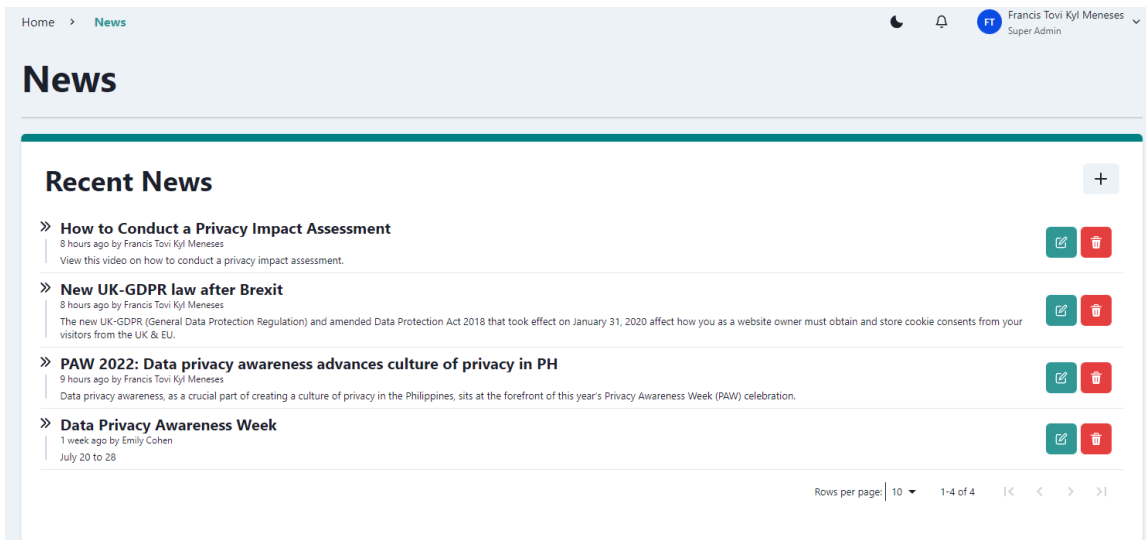 Home > News
FT
Francis Tovi Kyl Meneses
Super Admin
News
Recent News
+
How to Conduct a Privacy Impact Assessment
8 hours ago by Francis Tovi Kyl Meneses
View this video on how to conduct a privacy impact assessment.
New UK-GDPR law after Brexit
8 hours ago by Francis Tovi Kyl Meneses
The new UK-GDPR (General Data Protection Regulation) and amended Data Protection Act 2018 that took effect on January 31, 2020 affect how you as a website owner must obtain and store cookie consents from your
visitors from the UK & EU.
PAW 2022: Data privacy awareness advances culture of privacy in PH
9 hours ago by Francis Tovi Kyl Meneses
Data privacy awareness, as a crucial part of creating a culture of privacy in the Philippines, sits at the forefront of this year's Privacy Awareness Week (PAW) celebration.
Data Privacy Awareness Week
1 week ago by Emily Cohen
July 20 to 28
Rows per page: 10 1-4 of 4